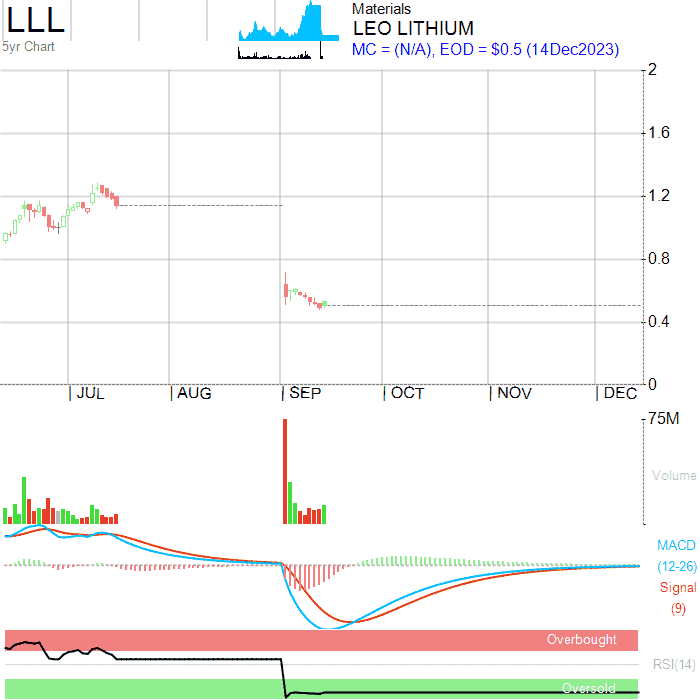 LLL
5yr Chart
Materials
LEO LITHIUM
MC = (N/A), EOD = $0.5 (14Dec2023)
2
1.6
1.2
0.8
0.4
0
JUL AUG SEP OCT NOV DEC
75M
Volume
MACD
(12-26)
Signal
(9)
Overbought
RSI(14)
Oversold